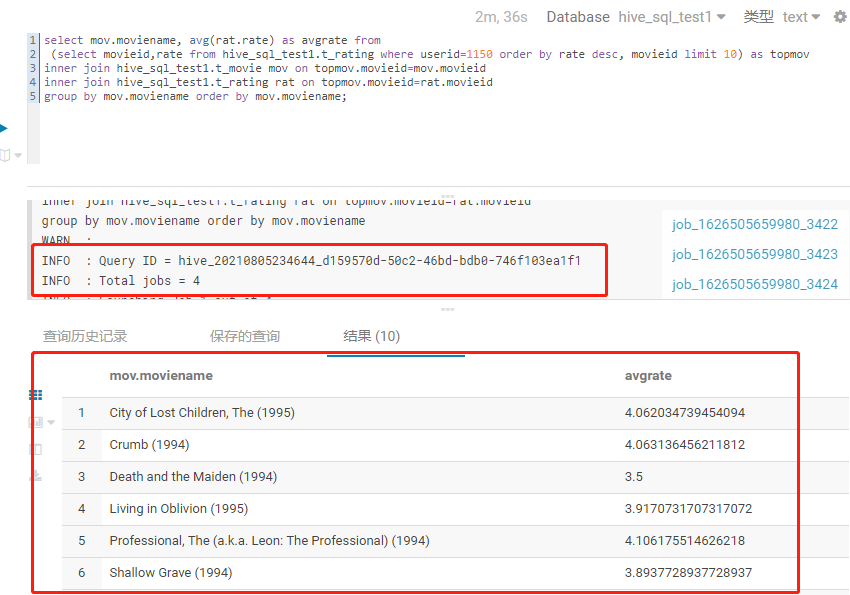 2m, 36s Database hive_sql_test1 类型 text
1 select mov.moviename, avg(rat.rate) as avgrate from
2 (select movieid,rate from hive_sql_test1.t_rating where userid=1150 order by rate desc, movieid limit 10) as topmov
3 inner join hive_sql_test1.t_movie mov on topmov.movieid=mov.movieid
4 inner join hive_sql_test1.t_rating rat on topmov.movieid=rat.movieid
5 group by mov.moviename order by mov.moviename;
inner join hive_sql_test1.t_rating rat on topmov.movieid=rat.movieid
group by mov.moviename order by mov.moviename
WARN :
INFO : Query ID = hive_20210805234644_d159570d-50c2-46bd-bdb0-746f103ea1f1
INFO : Total jobs = 4
job_1626505659980_3422
job_1626505659980_3423
job_1626505659980_3424
查询历史记录 保存的查询 结果 (10)
mov.moviename avgrate
1 City of Lost Children, The (1995) 4.062034739454094
2 Crumb (1994) 4.063136456211812
3 Death and the Maiden (1994) 3.5
4 Living in Oblivion (1995) 3.9170731707317072
5 Professional, The (a.k.a. Leon: The Professional) (1994) 4.106175514626218
6 Shallow Grave (1994) 3.8937728937728937